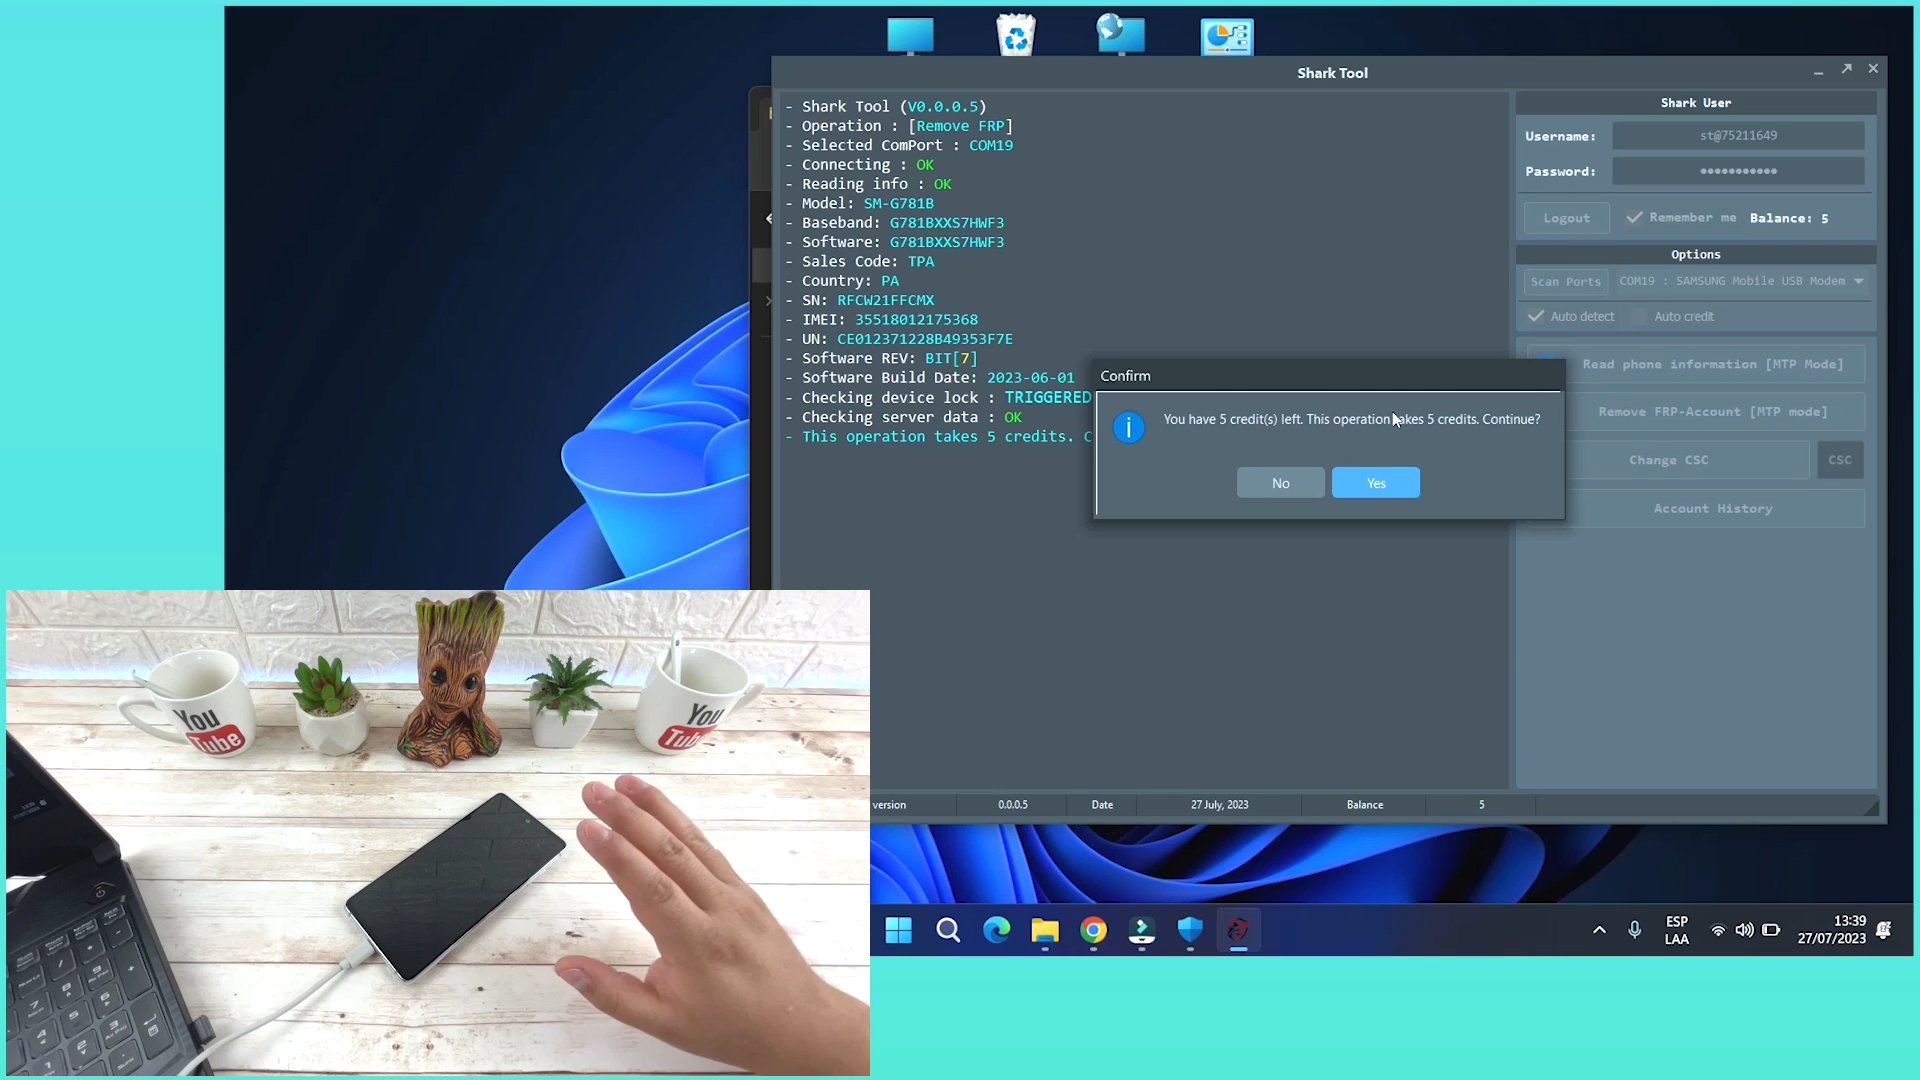 Shark Tool
- Shark Tool (V0.0.0.5)
- Operation : [Remove FRP]
- Selected ComPort : COM19
- Connecting : OK
- Reading info : OK
- Model: SM-G781B
- Baseband: G781BXXS7HWF3
- Software: G781BXXS7HWF3
- Sales Code: TPA
- Country: PA
- SN: RFCW21FFCMX
- IMEI: 35518012175368
- UN: CE012371228B49353F7E
- Software REV: BIT[7]
- Software Build Date: 2023-06-01
- Checking device lock : TRIGGERED
- Checking server data : OK
- This operation takes 5 credits. C
Shark User
Username: st@75211649
Password: •••••••••••
Logout Remember me Balance: 5
Options
Scan Ports COM19 : SAMSUNG Mobile USB Modem
Auto detect Auto credit
Read phone information [MTP Mode]
Remove FRP-Account [MTP mode]
Change CSC CSC
Account History
Confirm
You have 5 credit(s) left. This operation takes 5 credits. Continue?
No Yes
version 0.0.0.5 Date 27 July, 2023 Balance 5
ESP
LAA
13:39
27/07/2023
You
Tube
You
Tube